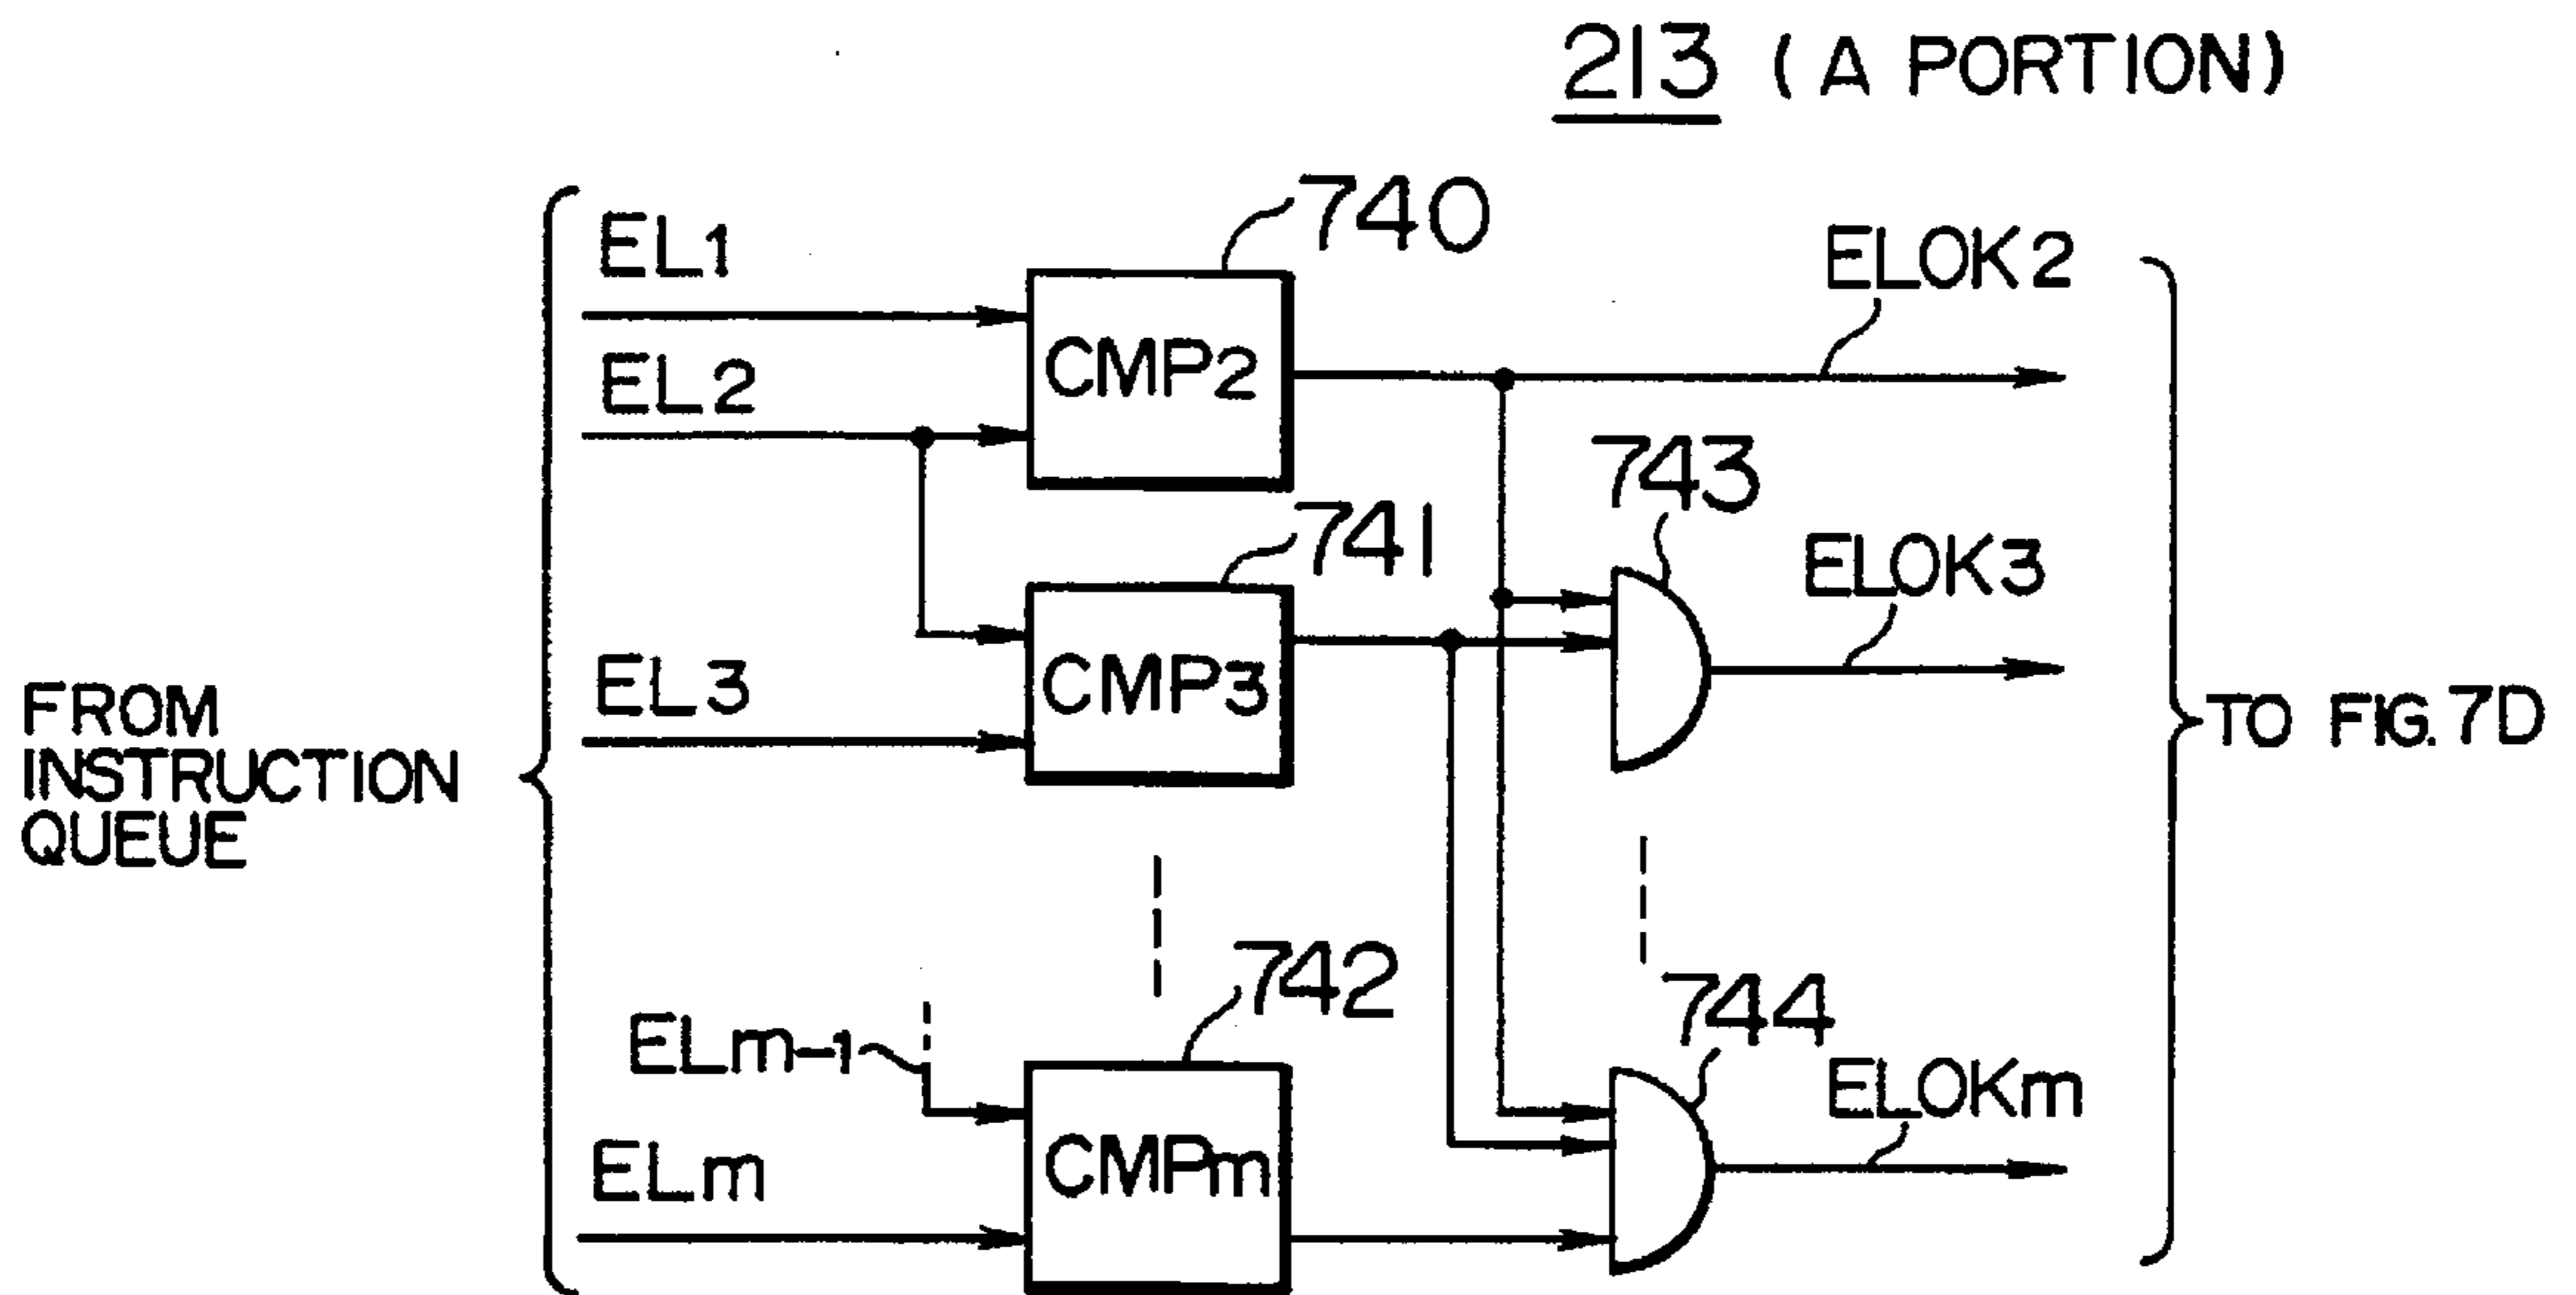 213 (A PORTION)
EL1
740
ELOK2
CMP2
EL2
743
741
ELOK3
EL3
CMP3
FROM
INSTRUCTION
QUEUE
TO FIG. 7D
742
744
ELm-1
ELOKm
CMPm
ELm